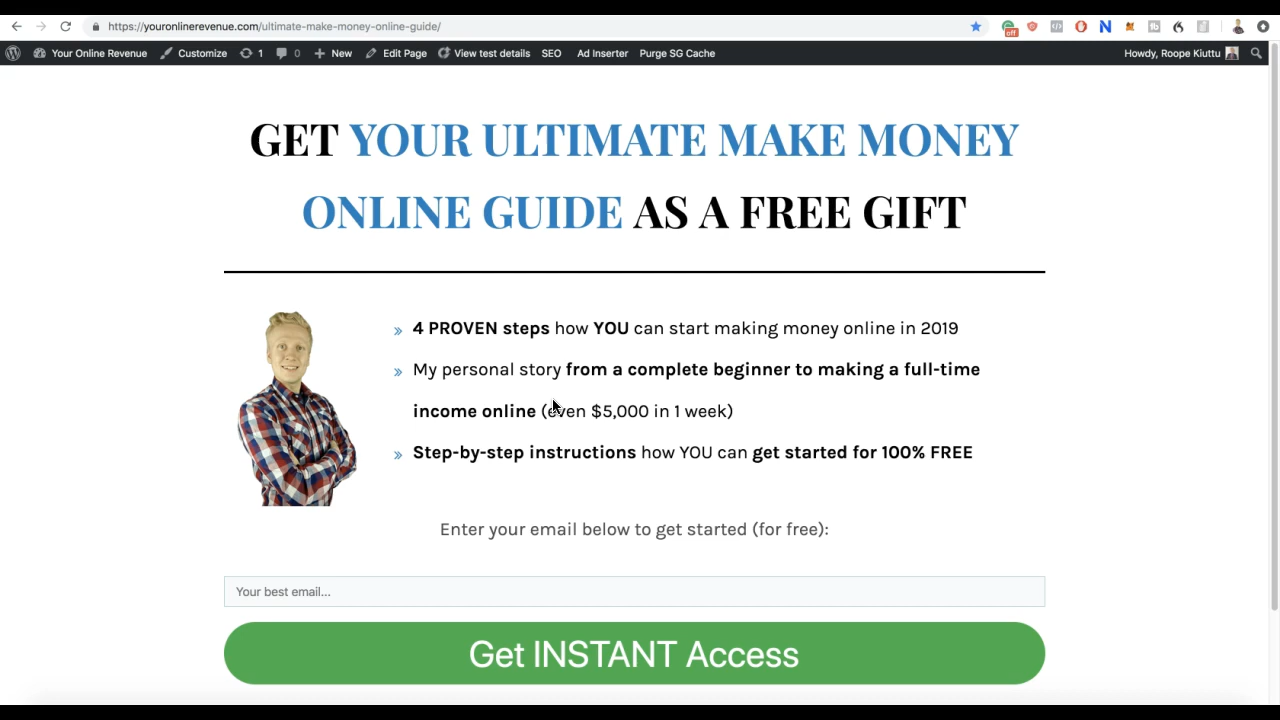 https://youronlinerevenue.com/ultimate-make-money-online-guide/
off
Your Online Revenue Customize 1 0 New Edit Page View test details SEO Ad Inserter Purge SG Cache Howdy, Roope Kiuttu
GET YOUR ULTIMATE MAKE MONEY
ONLINE GUIDE AS A FREE GIFT
» 4 PROVEN steps how YOU can start making money online in 2019
» My personal story from a complete beginner to making a full-time
income online (even $5,000 in 1 week)
» Step-by-step instructions how YOU can get started for 100% FREE
Enter your email below to get started (for free):
Your best email...
Get INSTANT Access